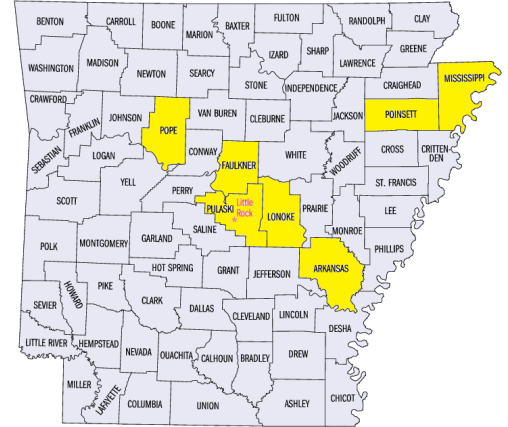 BENTON
CARROLL
BOONE
MARION
BAXTER
FULTON
RANDOLPH
CLAY
WASHINGTON
MADISON
NEWTON
SEARCY
IZARD
SHARP
LAWRENCE
GREENE
STONE
INDEPENDENCE
CRAIGHEAD
MISSISSIPPI
CRAWFORD
FRANKLIN
JOHNSON
POPE
VAN BUREN
CLEBURNE
JACKSON
POINSETT
SEBASTIAN
LOGAN
CONWAY
FAULKNER
WHITE
WOODRUFF
CROSS
CRITTEN-
DEN
YELL
PERRY
ST. FRANCIS
SCOTT
PULASKI
Little
Rock
LONOKE
PRAIRIE
LEE
SALINE
MONROE
POLK
MONTGOMERY
GARLAND
PHILLIPS
HOT SPRING
GRANT
JEFFERSON
ARKANSAS
HOWARD
PIKE
SEVIER
CLARK
DALLAS
CLEVELAND
LINCOLN
DESHA
LITTLE RIVER
HEMPSTEAD
NEVADA
OUACHITA
CALHOUN
BRADLEY
DREW
MILLER
LAFAYETTE
COLUMBIA
UNION
ASHLEY
CHICOT